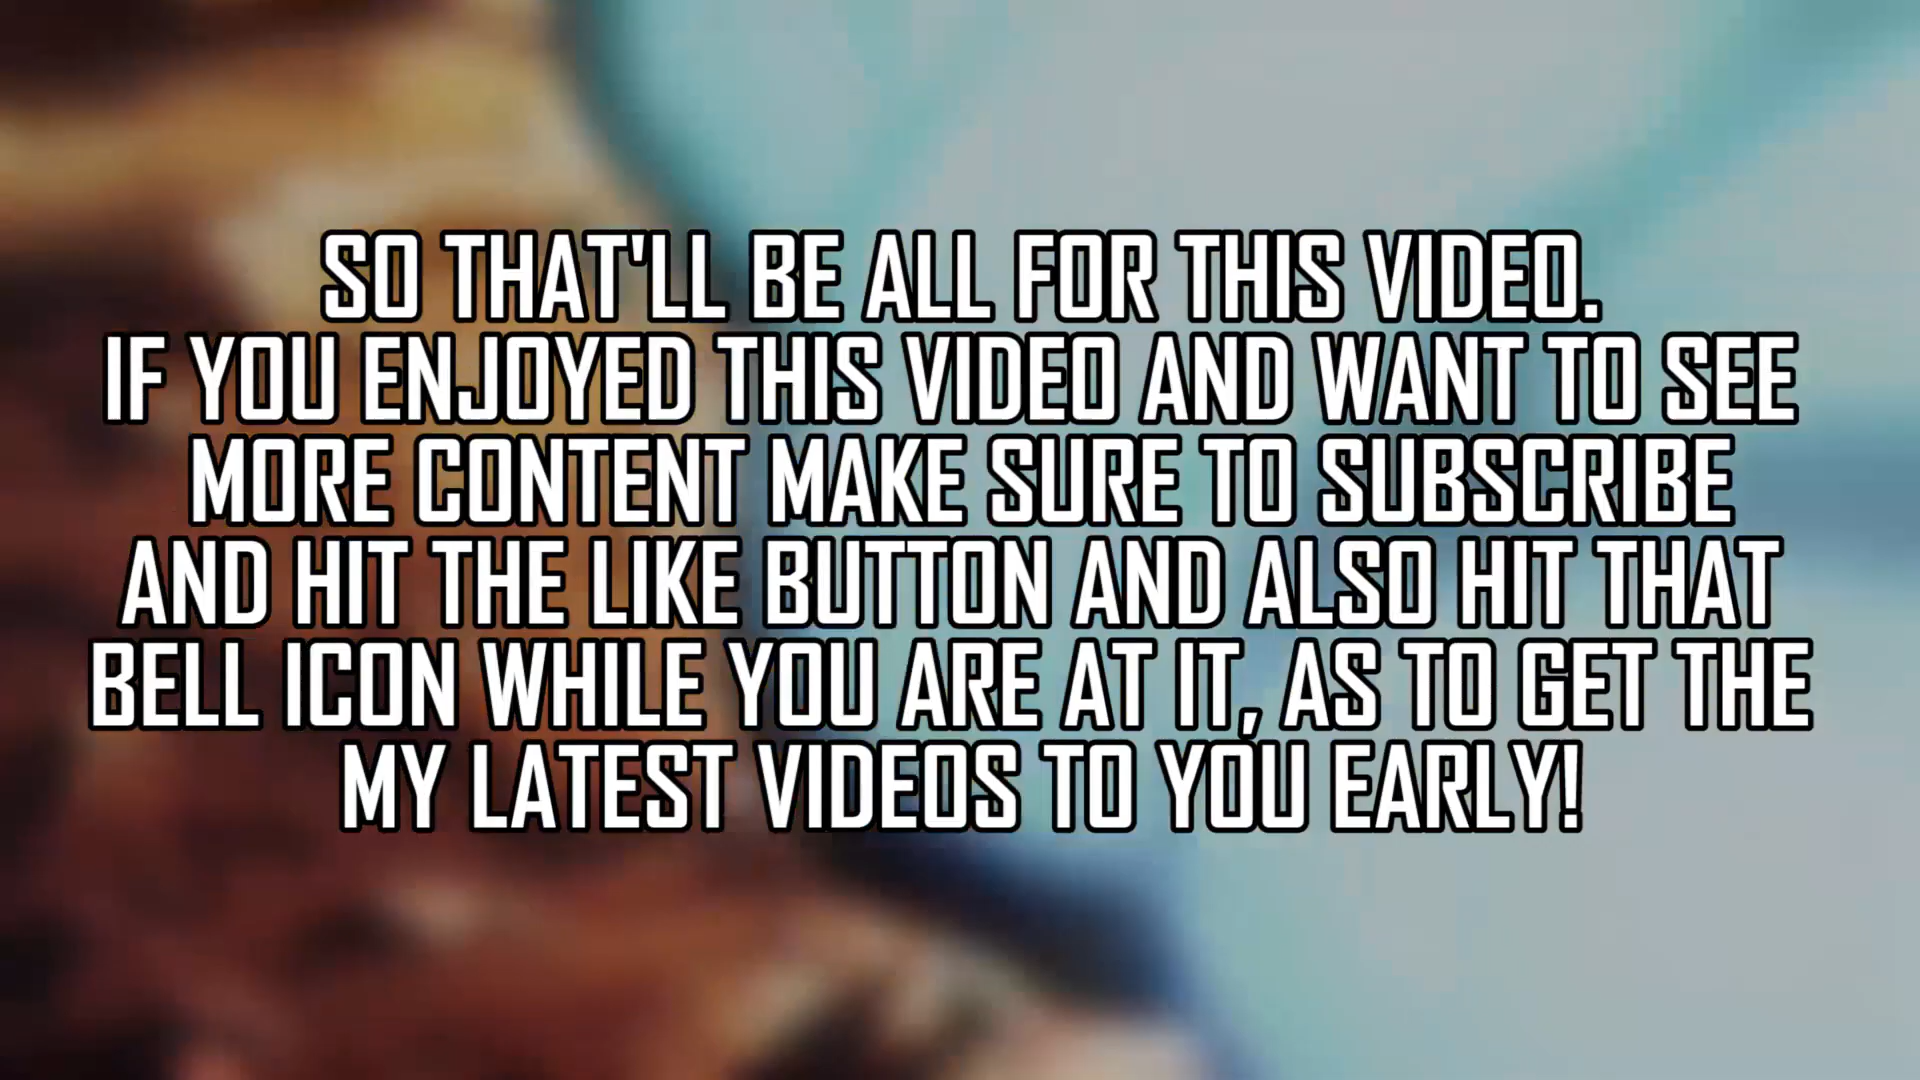 SO THAT'LL BE ALL FOR THIS VIDEO.
IF YOU ENJOYED THIS VIDEO AND WANT TO SEE
MORE CONTENT MAKE SURE TO SUBSCRIBE
AND HIT THE LIKE BUTTON AND ALSO HIT THAT
BELL ICON WHILE YOU ARE AT IT, AS TO GET THE
MY LATEST VIDEOS TO YOU EARLY!